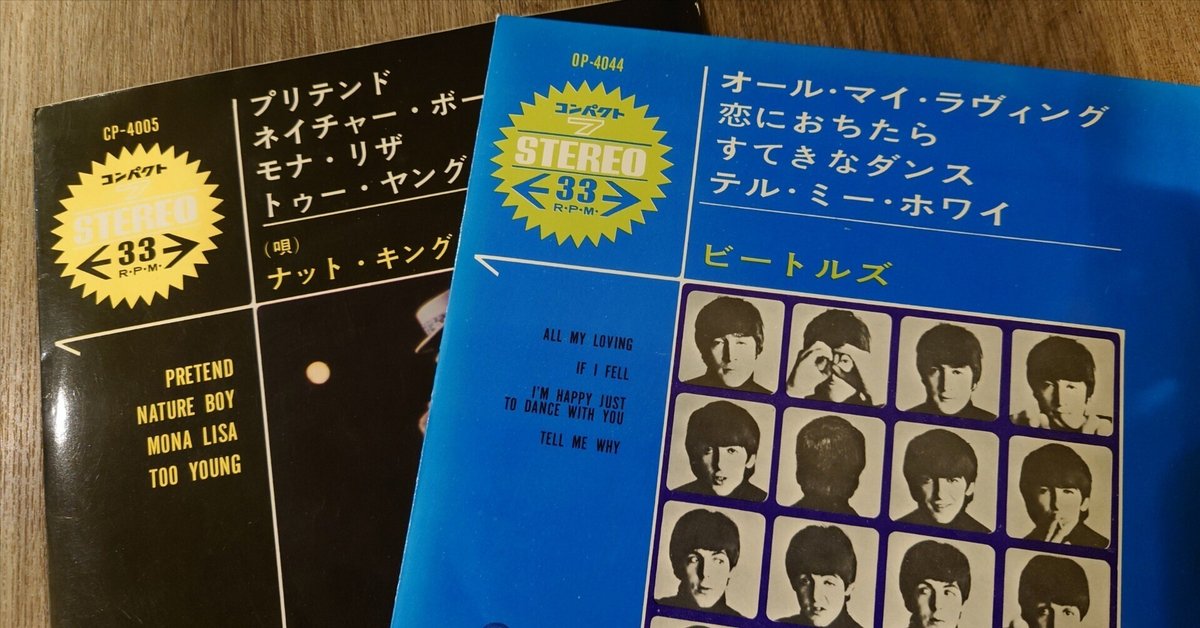 CP-4005
コンパクト
7
STEREO
33
R・P・M・
プリテンド
ネイチャー・ボー
モナ・リザ
トゥー・ヤング
(唄)
ナット・キング
PRETEND
NATURE BOY
MONA LISA
TOO YOUNG
OP-4044
コンパクト
7
STEREO
33
R・P・M・
オール・マイ・ラヴィング
恋におちたら
すてきなダンス
テル・ミー・ホワイ
ビートルズ
ALL MY LOVING
IF I FELL
I'M HAPPY JUST
TO DANCE WITH YOU
TELL ME WHY